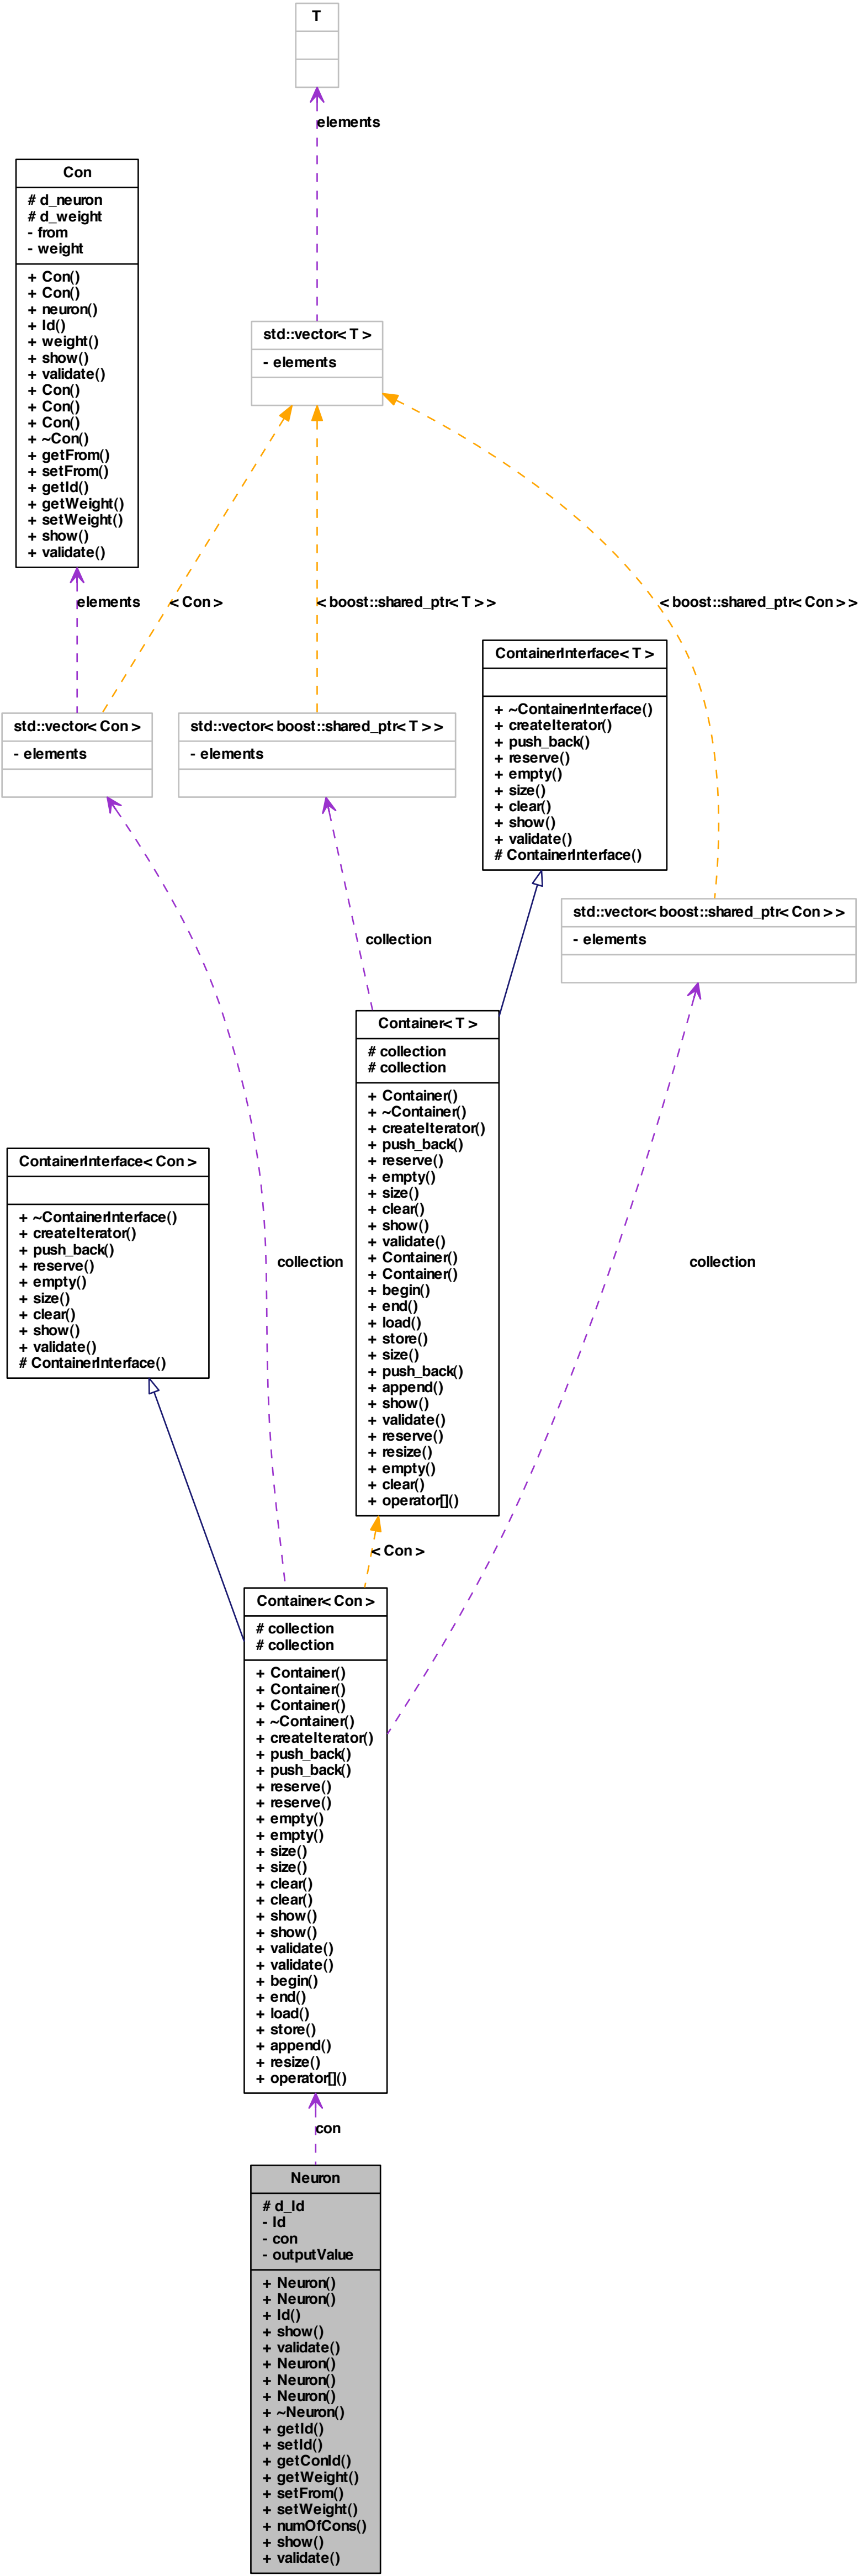 T
elements
Con
# d_neuron
# d_weight
- from
- weight
+ Con()
+ Con()
+ neuron()
+ Id()
+ weight()
+ show()
+ validate()
+ Con()
+ Con()
+ Con()
+ ~Con()
+ getFrom()
+ setFrom()
+ getId()
+ getWeight()
+ setWeight()
+ show()
+ validate()
std::vector< T >
- elements
elements
< Con >
< boost::shared_ptr< T > >
< boost::shared_ptr< Con > >
ContainerInterface< T >
+ ~ContainerInterface()
+ createIterator()
+ push_back()
+ reserve()
+ empty()
+ size()
+ clear()
+ show()
+ validate()
# ContainerInterface()
std::vector< Con >
- elements
std::vector< boost::shared_ptr< T > >
- elements
std::vector< boost::shared_ptr< Con > >
- elements
collection
Container< T >
# collection
# collection
+ Container()
+ ~Container()
+ createIterator()
+ push_back()
+ reserve()
+ empty()
+ size()
+ clear()
+ show()
+ validate()
+ Container()
+ Container()
+ begin()
+ end()
+ load()
+ store()
+ size()
+ push_back()
+ append()
+ show()
+ validate()
+ reserve()
+ resize()
+ empty()
+ clear()
+ operator[]()
ContainerInterface< Con >
+ ~ContainerInterface()
+ createIterator()
+ push_back()
+ reserve()
+ empty()
+ size()
+ clear()
+ show()
+ validate()
# ContainerInterface()
collection
collection
< Con >
Container< Con >
# collection
# collection
+ Container()
+ Container()
+ Container()
+ ~Container()
+ createIterator()
+ push_back()
+ push_back()
+ reserve()
+ reserve()
+ empty()
+ empty()
+ size()
+ size()
+ clear()
+ clear()
+ show()
+ show()
+ validate()
+ validate()
+ begin()
+ end()
+ load()
+ store()
+ append()
+ resize()
+ operator[]()
con
Neuron
# d_Id
- Id
- con
- outputValue
+ Neuron()
+ Neuron()
+ Id()
+ show()
+ validate()
+ Neuron()
+ Neuron()
+ Neuron()
+ ~Neuron()
+ getId()
+ setId()
+ getConId()
+ getWeight()
+ setFrom()
+ setWeight()
+ numOfCons()
+ show()
+ validate()